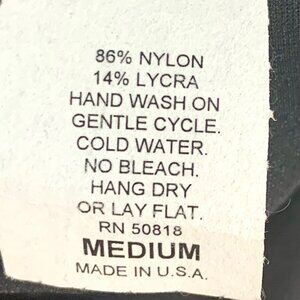 86% NYLON
14% LYCRA
HAND WASH ON
GENTLE CYCLE.
COLD WATER.
NO BLEACH.
HANG DRY
OR LAY FLAT.
RN 50818
MEDIUM
MADE IN U.S.A.